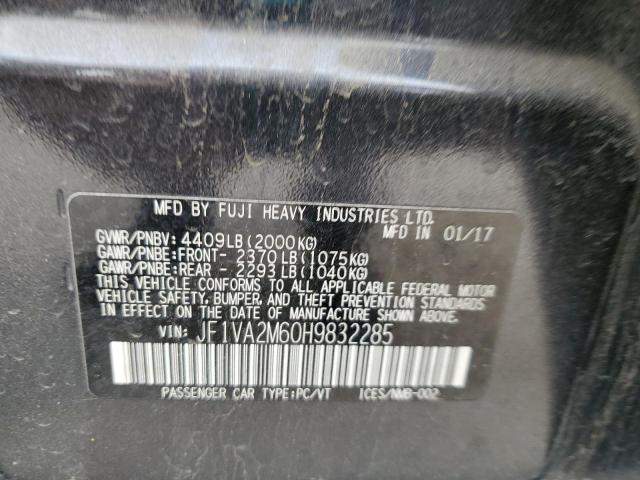 MFD BY FUJI HEAVY INDUSTRIES LTD.
MFD IN 01/17
GVWR/PNBV: 4409LB(2000KG)
GAWR/PNBE:FRONT- 2370LB(1075KG)
GAWR/PNBE:REAR - 2293LB(1040KG)
THIS VEHICLE CONFORMS TO ALL APPLICABLE FEDERAL MOTOR
VEHICLE SAFETY, BUMPER, AND THEFT PREVENTION STANDARDS
IN EFFECT ON THE DATE OF MANUFACTURE SHOWN ABOVE.
VIN: JF1VA2M60H9832285
PASSENGER CAR TYPE:PC/VT ICES/NMB-002